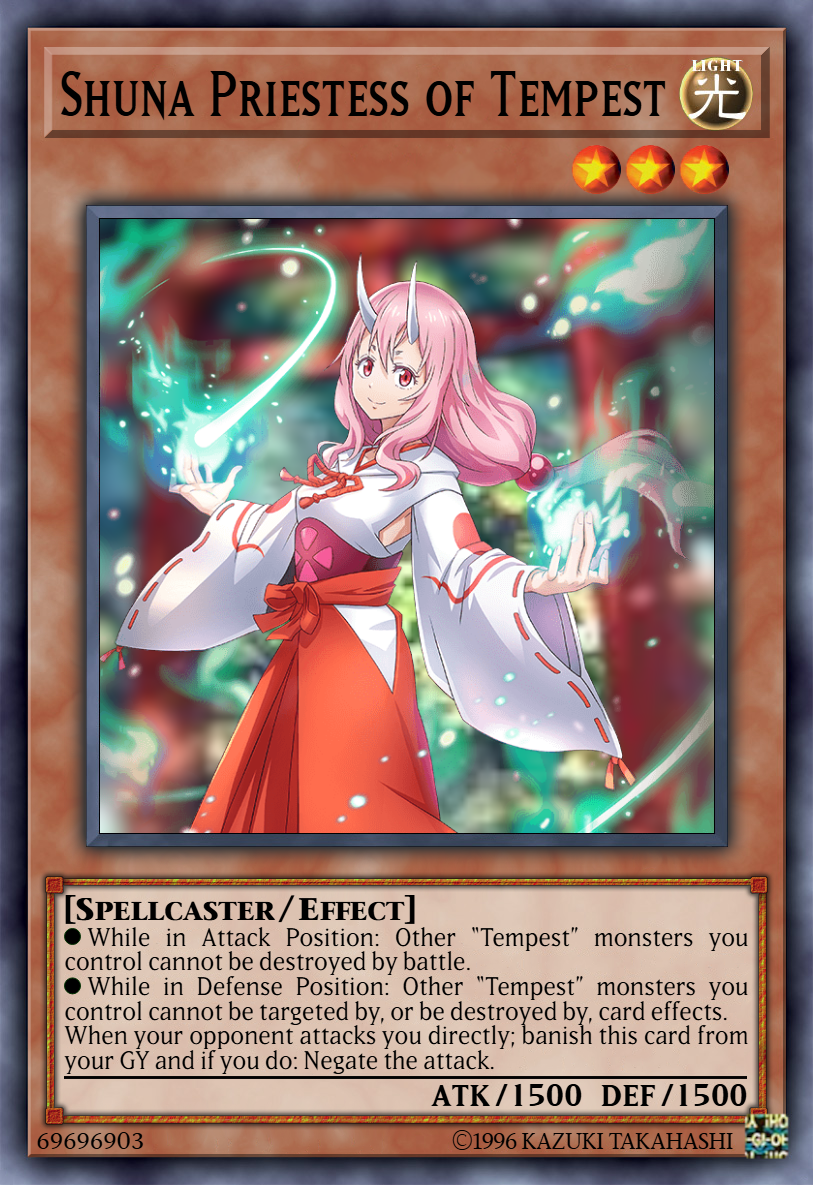 Shuna Priestess of Tempest
LIGHT
光
[Spellcaster/Effect]
●While in Attack Position: Other "Tempest" monsters you
control cannot be destroyed by battle.
●While in Defense Position: Other "Tempest" monsters you
control cannot be targeted by, or be destroyed by, card effects.
When your opponent attacks you directly; banish this card from
your GY and if you do: Negate the attack.
ATK/1500 DEF/1500
69696903 ©1996 KAZUKI TAKAHASHI